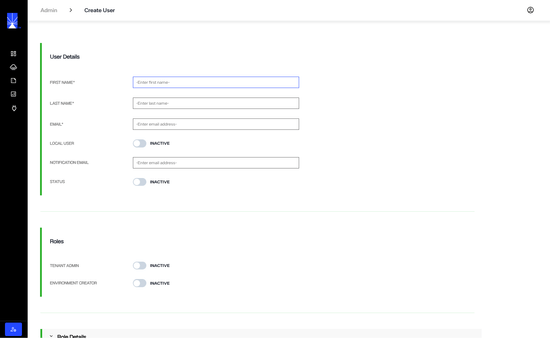 Admin > Create User
User Details
FIRST NAME*
-Enter first name-
LAST NAME*
-Enter last name-
EMAIL*
-Enter email address-
LOCAL USER
INACTIVE
NOTIFICATION EMAIL
-Enter email address-
STATUS
INACTIVE
Roles
TENANT ADMIN
INACTIVE
ENVIRONMENT CREATOR
INACTIVE
Role Details